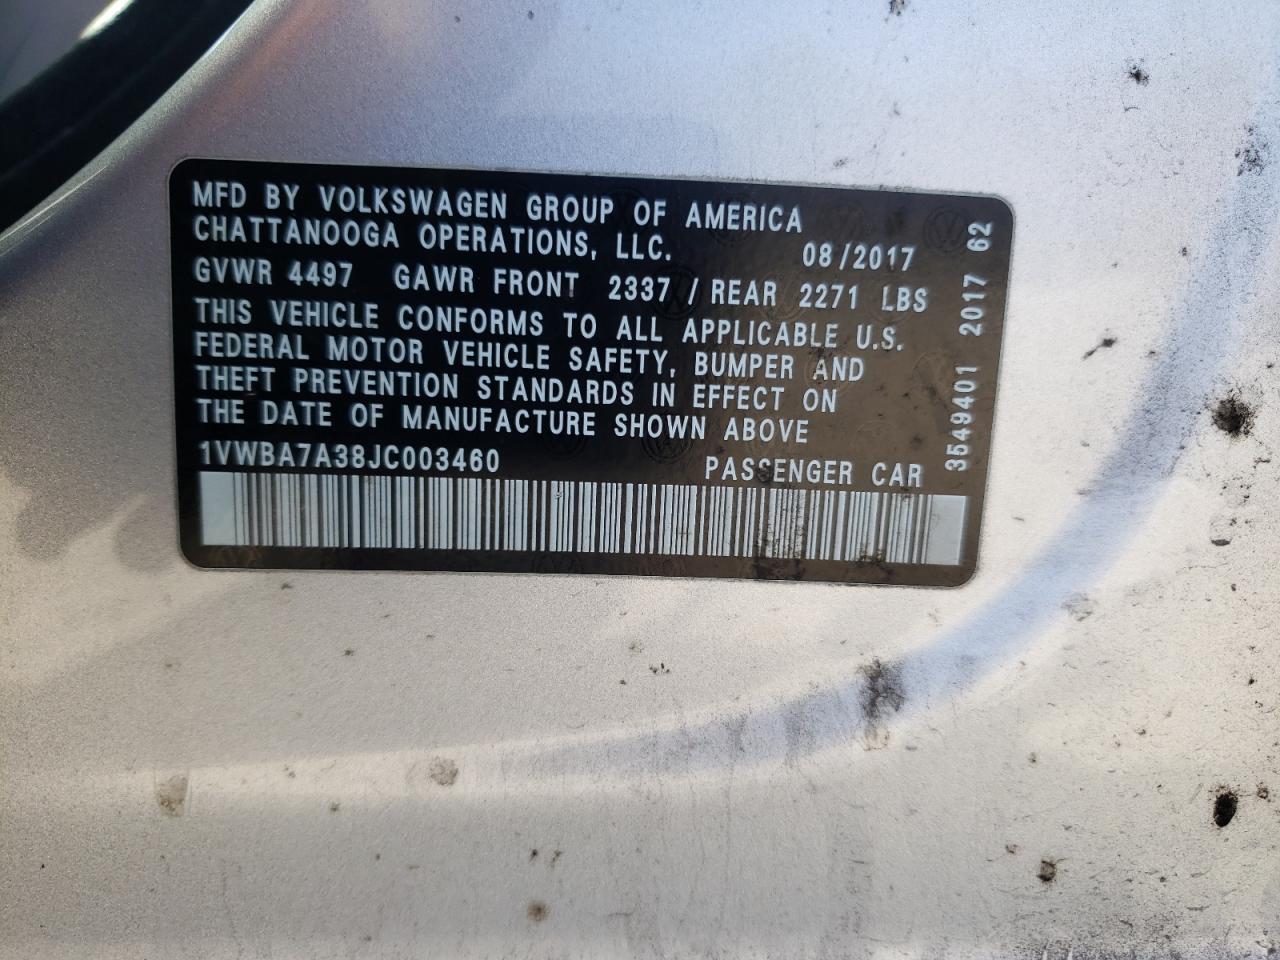 MFD BY VOLKSWAGEN GROUP OF AMERICA
CHATTANOOGA OPERATIONS, LLC. 08/2017
GVWR 4497 GAWR FRONT 2337 / REAR 2271 LBS
THIS VEHICLE CONFORMS TO ALL APPLICABLE U.S.
FEDERAL MOTOR VEHICLE SAFETY, BUMPER AND
THEFT PREVENTION STANDARDS IN EFFECT ON
THE DATE OF MANUFACTURE SHOWN ABOVE
1VWBA7A38JC003460 PASSENGER CAR
3549401 2017 62